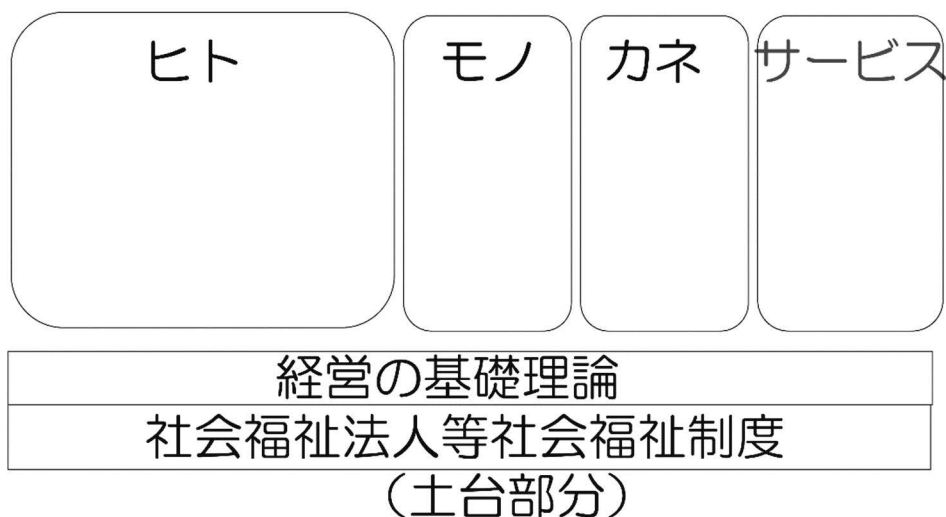 ヒト
モノ
カネ
サービス
経営の基礎理論
社会福祉法人等社会福祉制度
（土台部分）